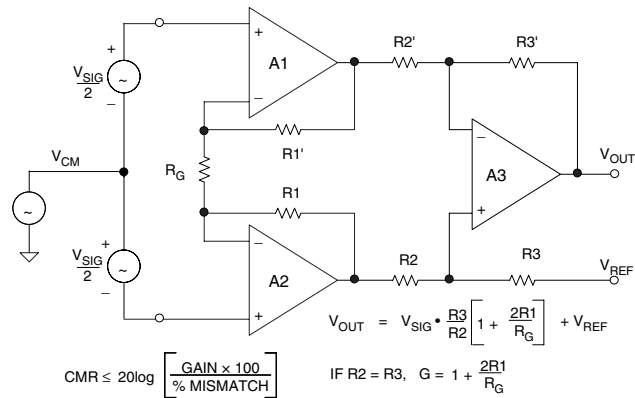 +
V_SIG
2
~
−
V_CM
~
+
V_SIG
2
~
−
+
A1
−
R2'
R3'
R1'
R_G
R1
−
A3
+
V_OUT
−
A2
+
R2
R3
V_REF
V_OUT = V_SIG • R3/R2 [1 + 2R1/R_G] + V_REF
CMR ≤ 20log [GAIN × 100 / % MISMATCH]
IF R2 = R3, G = 1 + 2R1/R_G